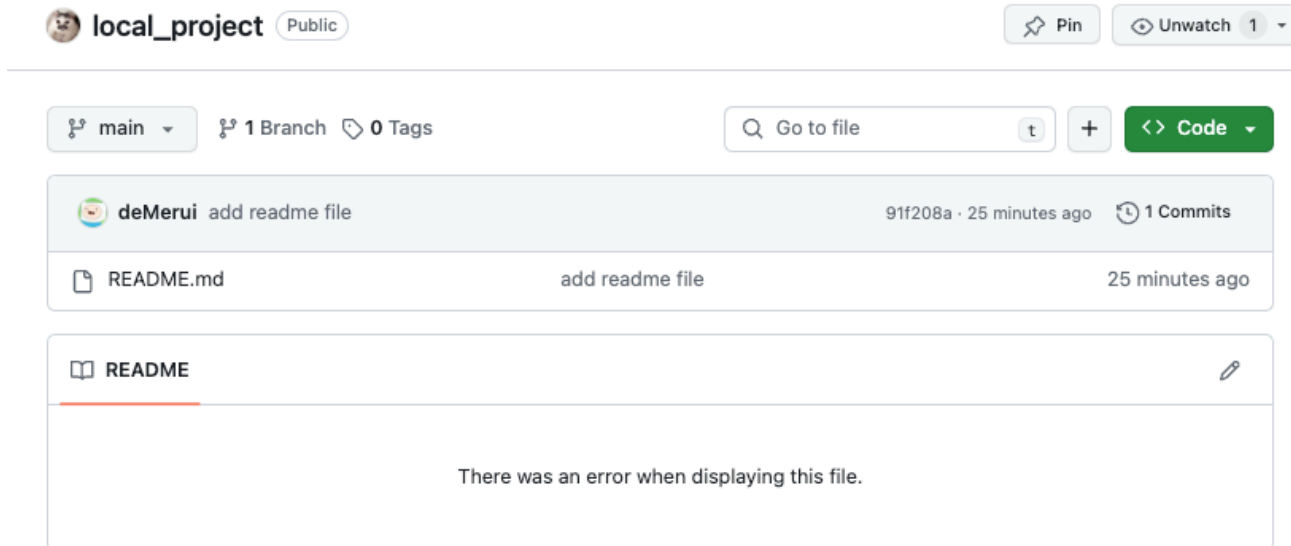 local_project Public Pin Unwatch 1
main 1 Branch 0 Tags Go to file t + <> Code
deMerui add readme file 91f208a · 25 minutes ago 1 Commits
README.md add readme file 25 minutes ago
README
There was an error when displaying this file.